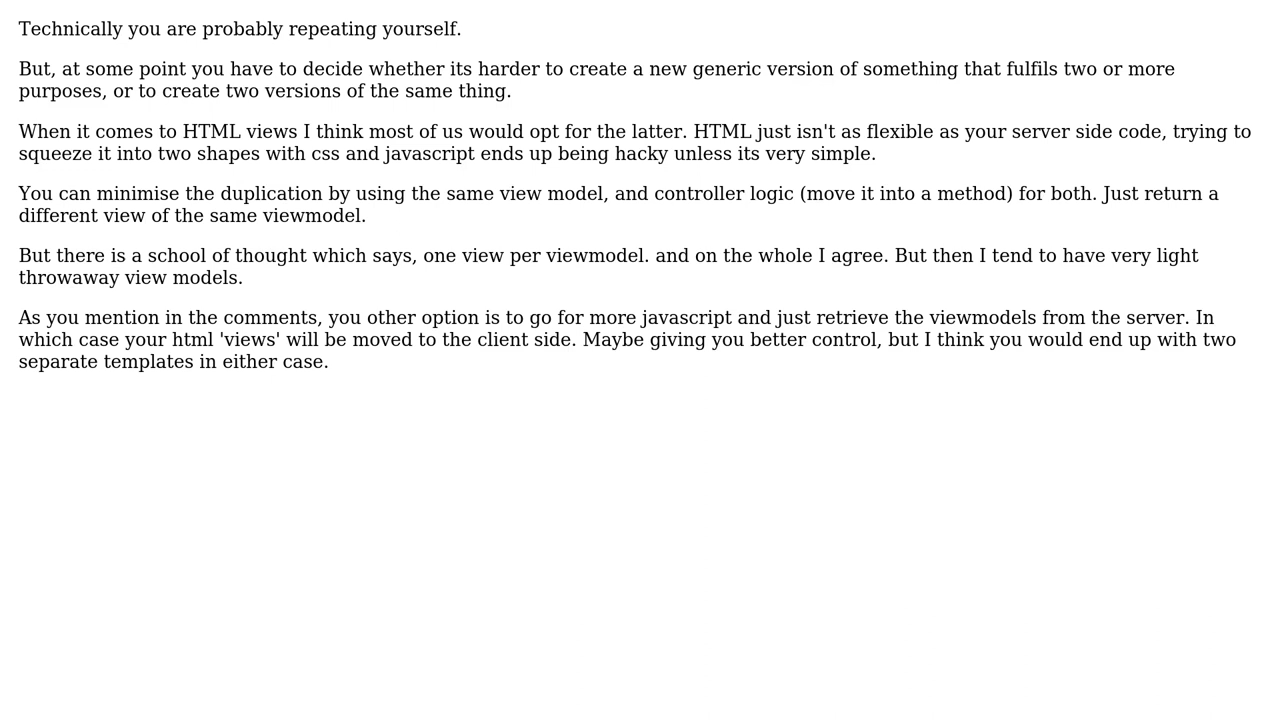 Technically you are probably repeating yourself.
But, at some point you have to decide whether its harder to create a new generic version of something that fulfils two or more
purposes, or to create two versions of the same thing.
When it comes to HTML views I think most of us would opt for the latter. HTML just isn't as flexible as your server side code, trying to
squeeze it into two shapes with css and javascript ends up being hacky unless its very simple.
You can minimise the duplication by using the same view model, and controller logic (move it into a method) for both. Just return a
different view of the same viewmodel.
But there is a school of thought which says, one view per viewmodel. and on the whole I agree. But then I tend to have very light
throwaway view models.
As you mention in the comments, you other option is to go for more javascript and just retrieve the viewmodels from the server. In
which case your html 'views' will be moved to the client side. Maybe giving you better control, but I think you would end up with two
separate templates in either case.